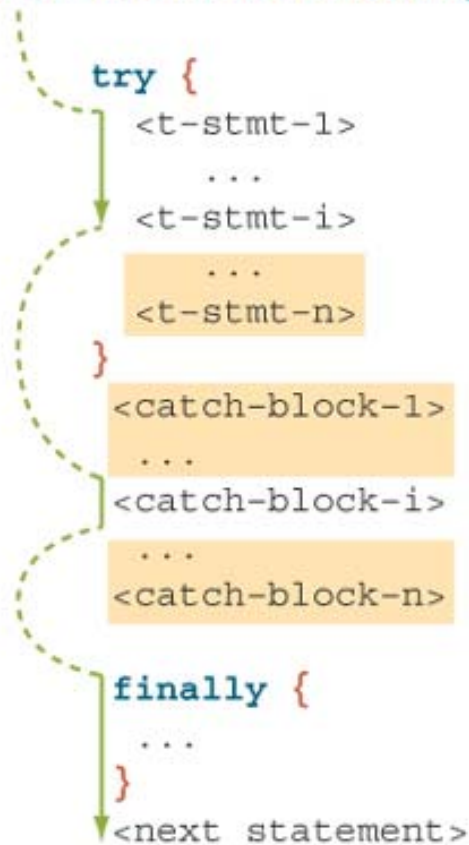 try {
<t-stmt-1>
...
<t-stmt-i>
...
<t-stmt-n>
}
<catch-block-1>
...
<catch-block-i>
...
<catch-block-n>
finally {
...
}
<next statement>